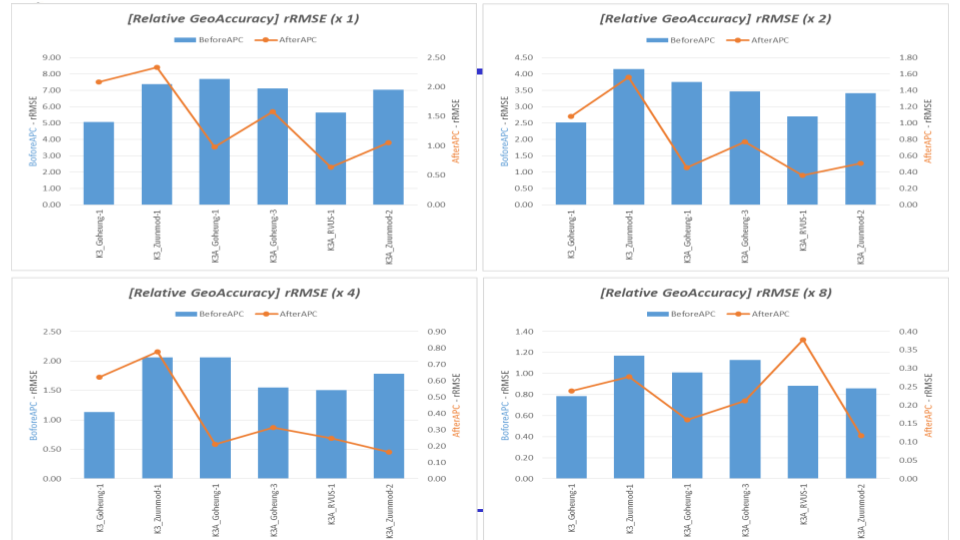 [Relative GeoAccuracy] rRMSE (x 1)
BeforeAPC AfterAPC
9.00
8.00
7.00
6.00
5.00
4.00
3.00
2.00
1.00
0.00
BoforeAPC - rRMSE
2.50
2.00
1.50
1.00
0.50
0.00
AfterAPC - rRMSE
K3_Goheung-1
K3_Zuunmod-1
K3A_Goheung-1
K3A_Goheung-3
K3A_RVUS-1
K3A_Zuunmod-2
[Relative GeoAccuracy] rRMSE (x 2)
BeforeAPC AfterAPC
4.50
4.00
3.50
3.00
2.50
2.00
1.50
1.00
0.50
0.00
BoforeAPC - rRMSE
1.80
1.60
1.40
1.20
1.00
0.80
0.60
0.40
0.20
0.00
AfterAPC - rRMSE
K3_Goheung-1
K3_Zuunmod-1
K3A_Goheung-1
K3A_Goheung-3
K3A_RVUS-1
K3A_Zuunmod-2
[Relative GeoAccuracy] rRMSE (x 4)
BeforeAPC AfterAPC
2.50
2.00
1.50
1.00
0.50
0.00
BoforeAPC - rRMSE
0.90
0.80
0.70
0.60
0.50
0.40
0.30
0.20
0.10
0.00
AfterAPC - rRMSE
K3_Goheung-1
K3_Zuunmod-1
K3A_Goheung-1
K3A_Goheung-3
K3A_RVUS-1
K3A_Zuunmod-2
[Relative GeoAccuracy] rRMSE (x 8)
BeforeAPC AfterAPC
1.40
1.20
1.00
0.80
0.60
0.40
0.20
0.00
BoforeAPC - rRMSE
0.40
0.35
0.30
0.25
0.20
0.15
0.10
0.05
0.00
AfterAPC - rRMSE
K3_Goheung-1
K3_Zuunmod-1
K3A_Goheung-1
K3A_Goheung-3
K3A_RVUS-1
K3A_Zuunmod-2